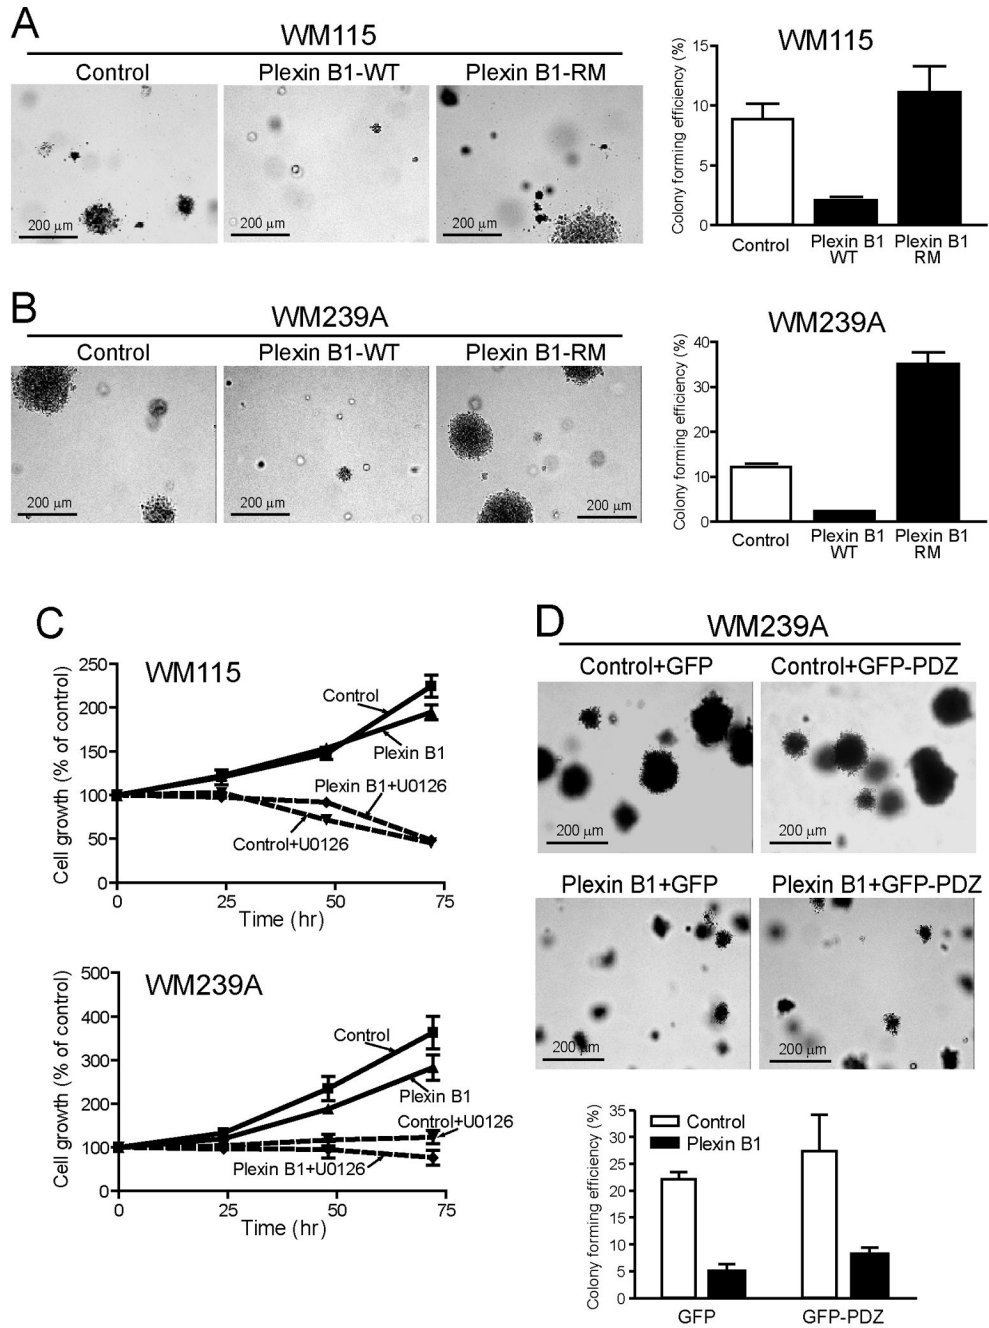 A
WM115
Control
Plexin B1-WT
Plexin B1-RM
200 μm
200 μm
200 μm
WM115
Colony forming efficiency (%)
15
10
5
0
Control
Plexin B1
WT
Plexin B1
RM
B
WM239A
Control
Plexin B1-WT
Plexin B1-RM
200 μm
200 μm
200 μm
WM239A
Colony forming efficiency (%)
40
30
20
10
0
Control
Plexin B1
WT
Plexin B1
RM
C
WM115
Cell growth (% of control)
250
200
150
100
50
0
Control
Plexin B1
Plexin B1+U0126
Control+U0126
0
25
50
75
Time (hr)
WM239A
Cell growth (% of control)
500
400
300
200
100
0
Control
Plexin B1
Control+U0126
Plexin B1+U0126
0
25
50
75
Time (hr)
D
WM239A
Control+GFP
Control+GFP-PDZ
200 μm
200 μm
Plexin B1+GFP
Plexin B1+GFP-PDZ
200 μm
200 μm
Colony forming efficiency (%)
35
30
25
20
15
10
5
0
Control
Plexin B1
GFP
GFP-PDZ